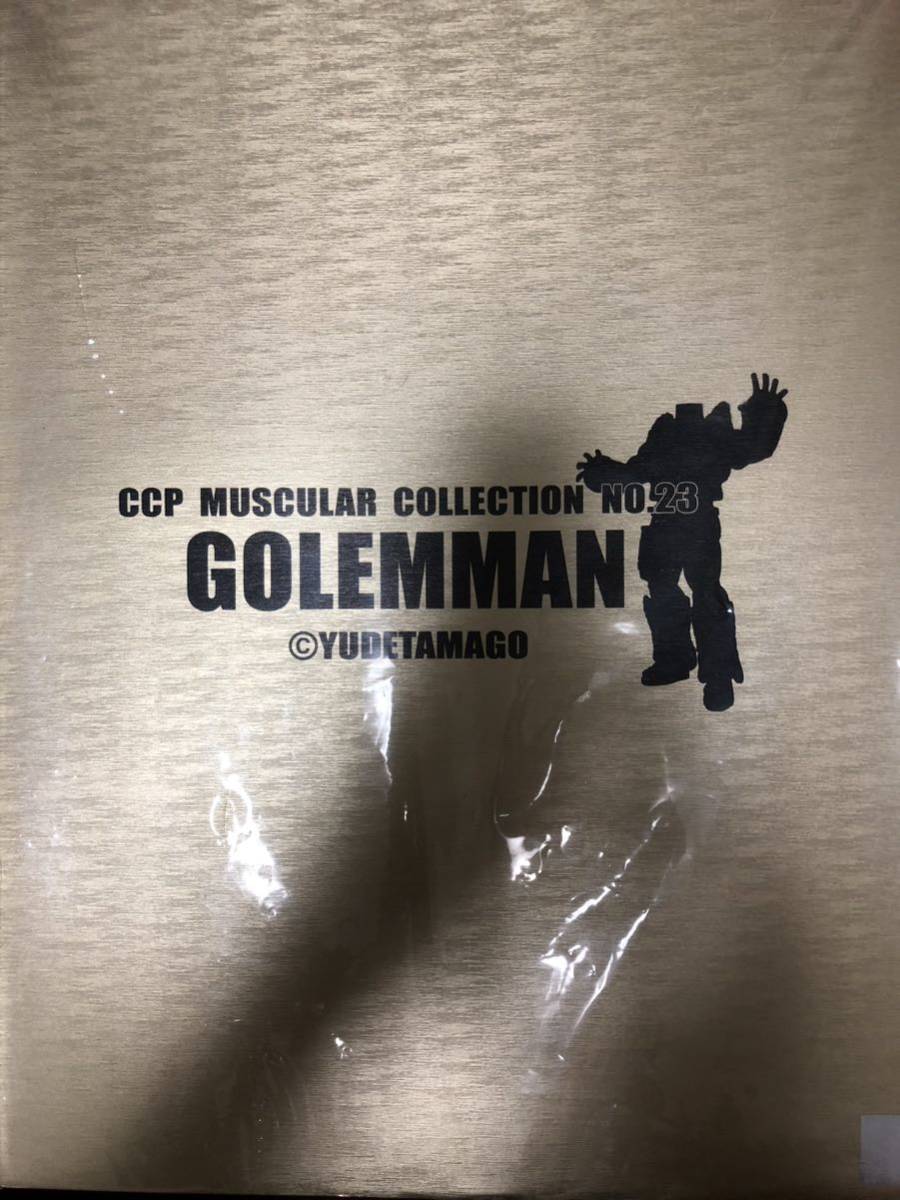 CCP MUSCULAR COLLECTION NO.23
GOLEMMAN
©YUDETAMAGO